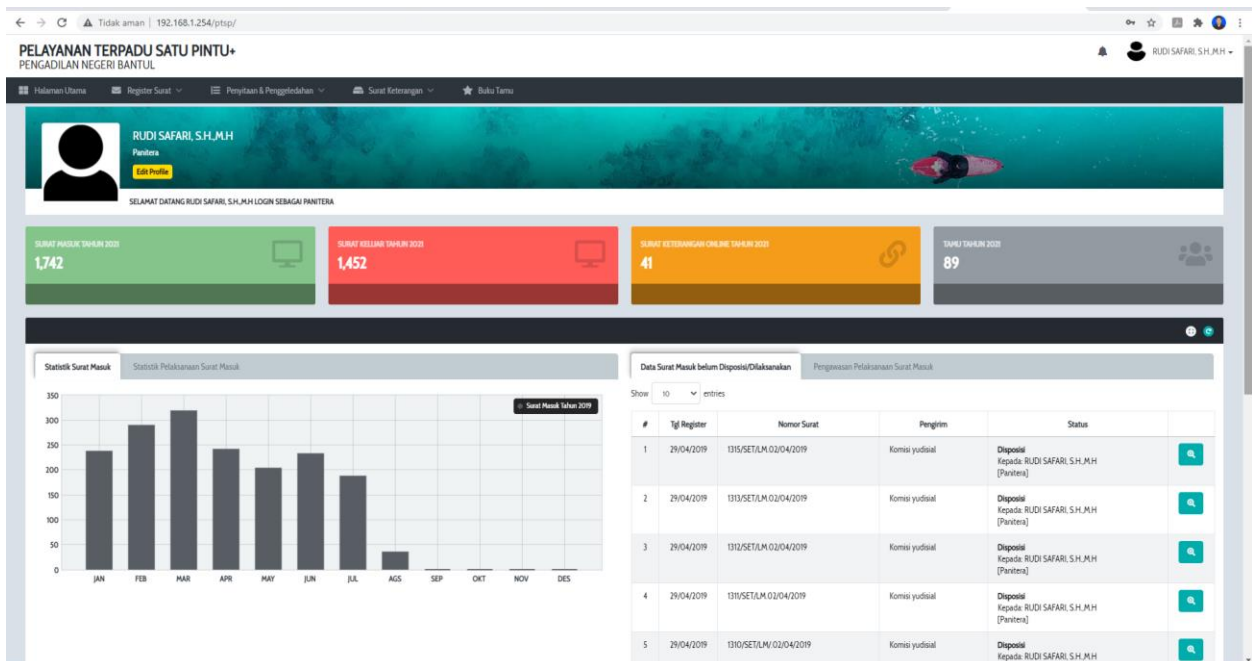 Tidak aman | 192.168.1.254/ptsp/
PELAYANAN TERPADU SATU PINTU+
PENGADILAN NEGERI BANTUL
RUDI SAFARI, S.H.,M.H
Halaman Utama
Register Surat
Penyitaan & Penggeledahan
Surat Keterangan
Buku Tamu
RUDI SAFARI, S.H.,M.H
Panitera
Edit Profile
SELAMAT DATANG RUDI SAFARI, S.H.,M.H LOGIN SEBAGAI PANITERA
SURAT MASUK TAHUN 2021
1,742
SURAT KELUAR TAHUN 2021
1,452
SURAT KETERANGAN ONLINE TAHUN 2021
41
TAMU TAHUN 2021
89
Statistik Surat Masuk
Statistik Pelaksanaan Surat Masuk
Surat Masuk Tahun 2019
350
300
250
200
150
100
50
0
JAN FEB MAR APR MAY JUN JUL AGS SEP OKT NOV DES
Data Surat Masuk belum Disposisi/Dilaksanakan
Pengawasan Pelaksanaan Surat Masuk
Show 10 entries
# Tgl Register Nomor Surat Pengirim Status
1 29/04/2019 1315/SET/LM.02/04/2019 Komisi yudisial Disposisi
Kepada: RUDI SAFARI, S.H.,M.H
[Panitera]
2 29/04/2019 1313/SET/LM.02/04/2019 Komisi yudisial Disposisi
Kepada: RUDI SAFARI, S.H.,M.H
[Panitera]
3 29/04/2019 1312/SET/LM.02/04/2019 Komisi yudisial Disposisi
Kepada: RUDI SAFARI, S.H.,M.H
[Panitera]
4 29/04/2019 1311/SET/LM.02/04/2019 Komisi yudisial Disposisi
Kepada: RUDI SAFARI, S.H.,M.H
[Panitera]
5 29/04/2019 1310/SET/LM/.02/04/2019 Komisi yudisial Disposisi
Kepada: RUDI SAFARI, S.H.,M.H